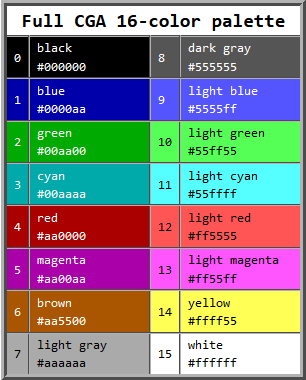 Full CGA 16-color palette
0 black #000000 8 dark gray #555555
1 blue #0000aa 9 light blue #5555ff
2 green #00aa00 10 light green #55ff55
3 cyan #00aaaa 11 light cyan #55ffff
4 red #aa0000 12 light red #ff5555
5 magenta #aa00aa 13 light magenta #ff55ff
6 brown #aa5500 14 yellow #ffff55
7 light gray #aaaaaa 15 white #ffffff